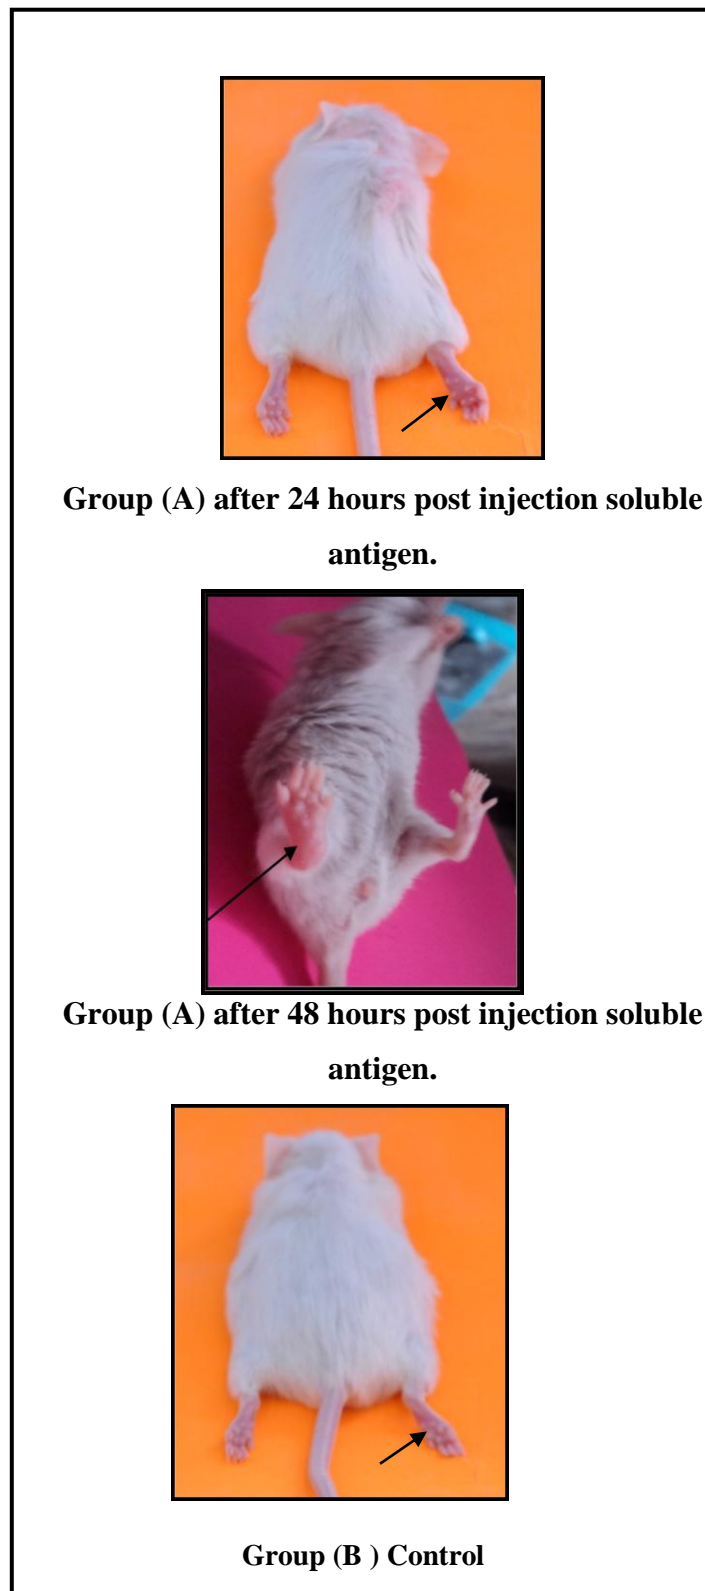 Group (A) after 24 hours post injection soluble
antigen.
Group (A) after 48 hours post injection soluble
antigen.
Group (B ) Control